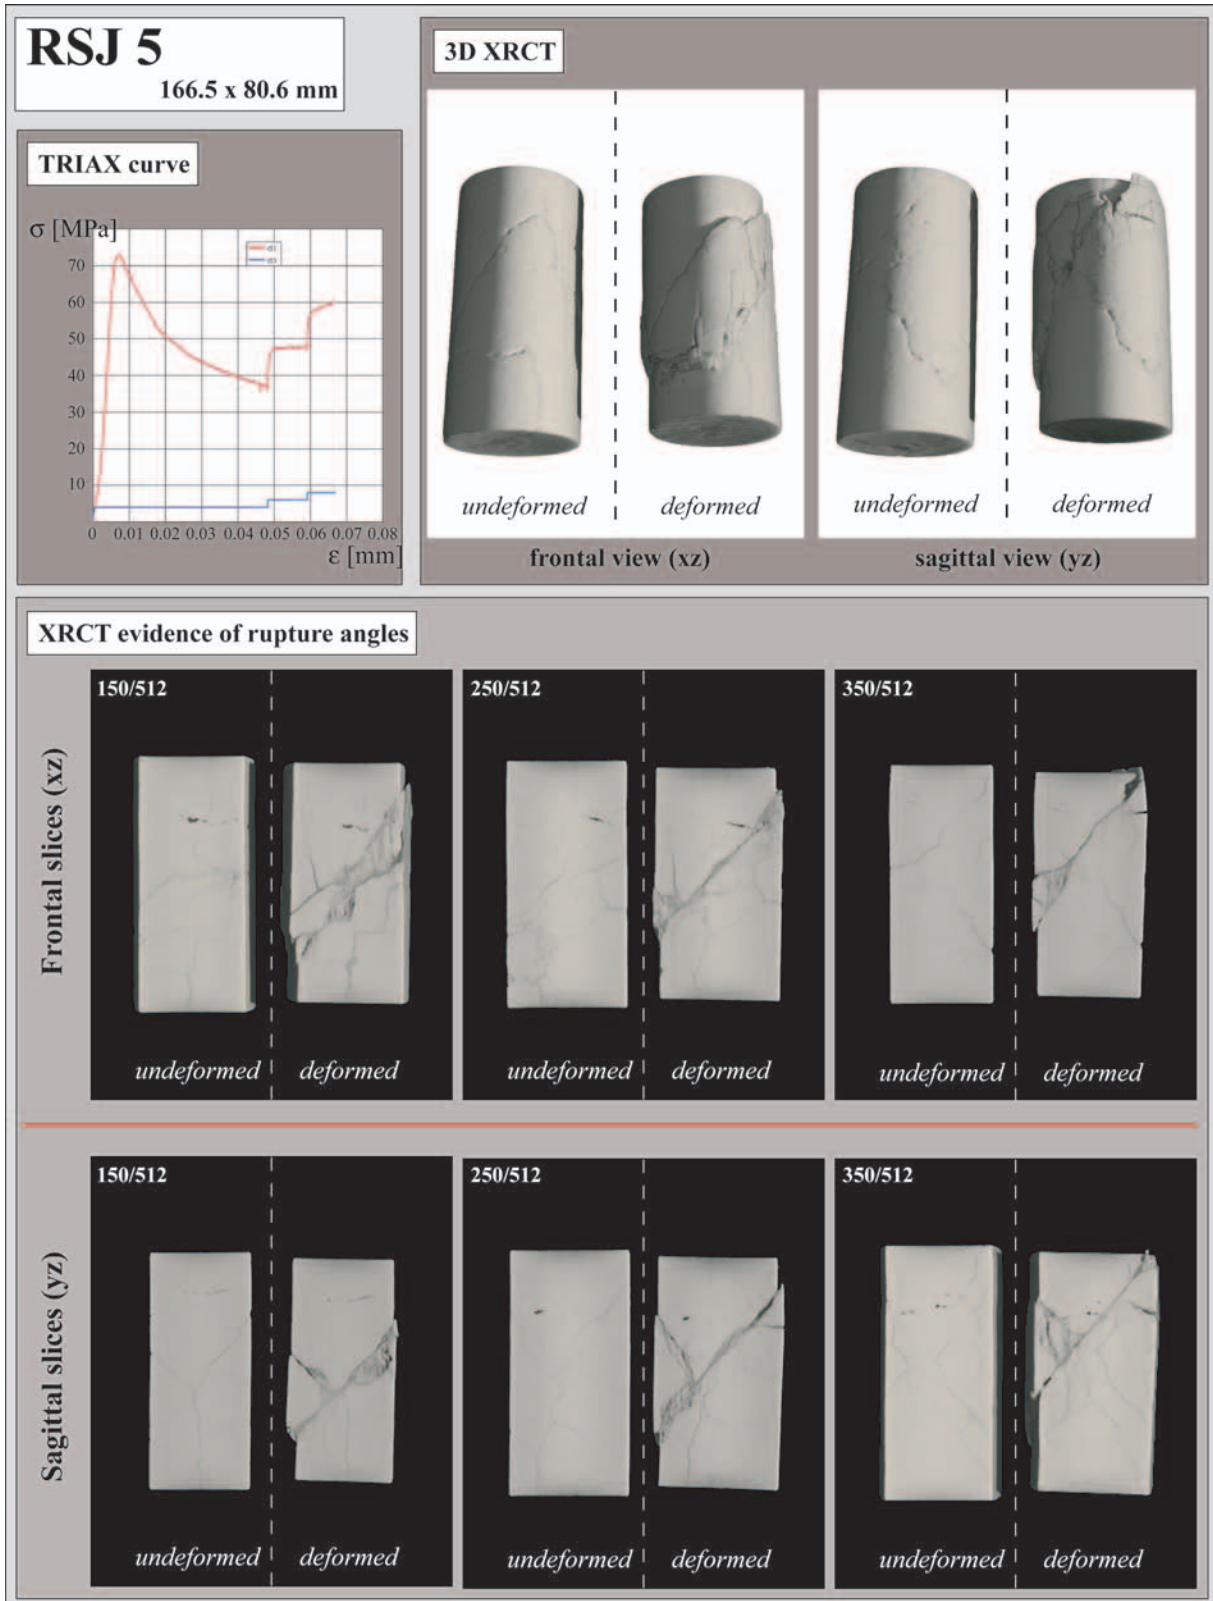 RSJ 5
166.5 x 80.6 mm
3D XRCT
TRIAX curve
σ [MPa]
70
60
50
40
30
20
10
0 0.01 0.02 0.03 0.04 0.05 0.06 0.07 0.08
ε [mm]
undeformed
deformed
undeformed
deformed
frontal view (xz)
sagittal view (yz)
XRCT evidence of rupture angles
Frontal slices (xz)
150/512
250/512
350/512
undeformed
deformed
undeformed
deformed
undeformed
deformed
Sagittal slices (yz)
150/512
250/512
350/512
undeformed
deformed
undeformed
deformed
undeformed
deformed